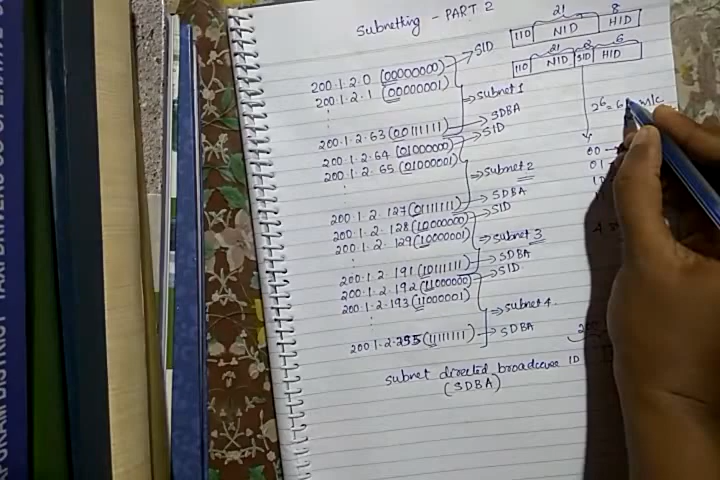 Subnetting - PART 2
21 8
110 NID HID
21 2 6
110 NID SID HID
200.1.2.0 (00000000) SID
200.1.2.1 (00000001)
⇒ Subnet 1
200.1.2.63 (00111111) SDBA
200.1.2.64 (01000000) SID
200.1.2.65 (01000001)
⇒ Subnet 2
200.1.2.127 (01111111) SDBA
200.1.2.128 (10000000) SID
200.1.2.129 (10000001)
⇒ Subnet 3
200.1.2.191 (10111111) SDBA
200.1.2.192 (11000000) SID
200.1.2.193 (11000001)
⇒ Subnet 4
200.1.2.255 (11111111) SDBA
Subnet directed broadcast ID
(SDBA)
2^6 = 6 M/C
00 →
01